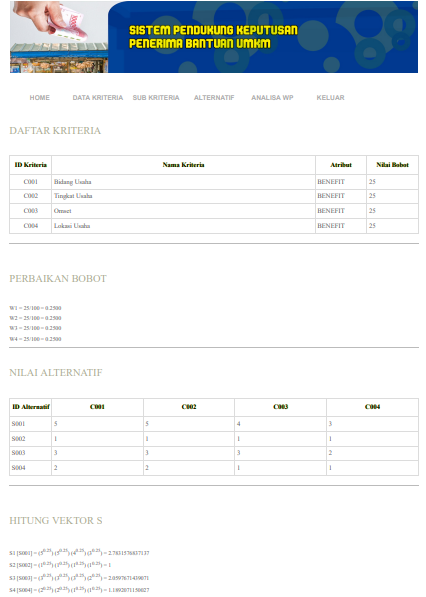 SISTEM PENDUKUNG KEPUTUSAN
PENERIMA BANTUAN UMKM
HOME DATA KRITERIA SUB KRITERIA ALTERNATIF ANALISA WP KELUAR
DAFTAR KRITERIA
ID Kriteria Nama Kriteria Atribut Nilai Bobot
C001 Bidang Usaha BENEFIT 25
C002 Tingkat Usaha BENEFIT 25
C003 Omset BENEFIT 25
C004 Lokasi Usaha BENEFIT 25
PERBAIKAN BOBOT
W1 = 25/100 = 0.2500
W2 = 25/100 = 0.2500
W3 = 25/100 = 0.2500
W4 = 25/100 = 0.2500
NILAI ALTERNATIF
ID Alternatif C001 C002 C003 C004
S001 5 5 4 3
S002 1 1 1 1
S003 3 3 3 2
S004 2 2 1 1
HITUNG VEKTOR S
S1 [S001] = (5^0.25) (5^0.25) (4^0.25) (3^0.25) = 2.7831576837137
S2 [S002] = (1^0.25) (1^0.25) (1^0.25) (1^0.25) = 1
S3 [S003] = (3^0.25) (3^0.25) (3^0.25) (2^0.25) = 2.0597671439071
S4 [S004] = (2^0.25) (2^0.25) (1^0.25) (1^0.25) = 1.1892071150027